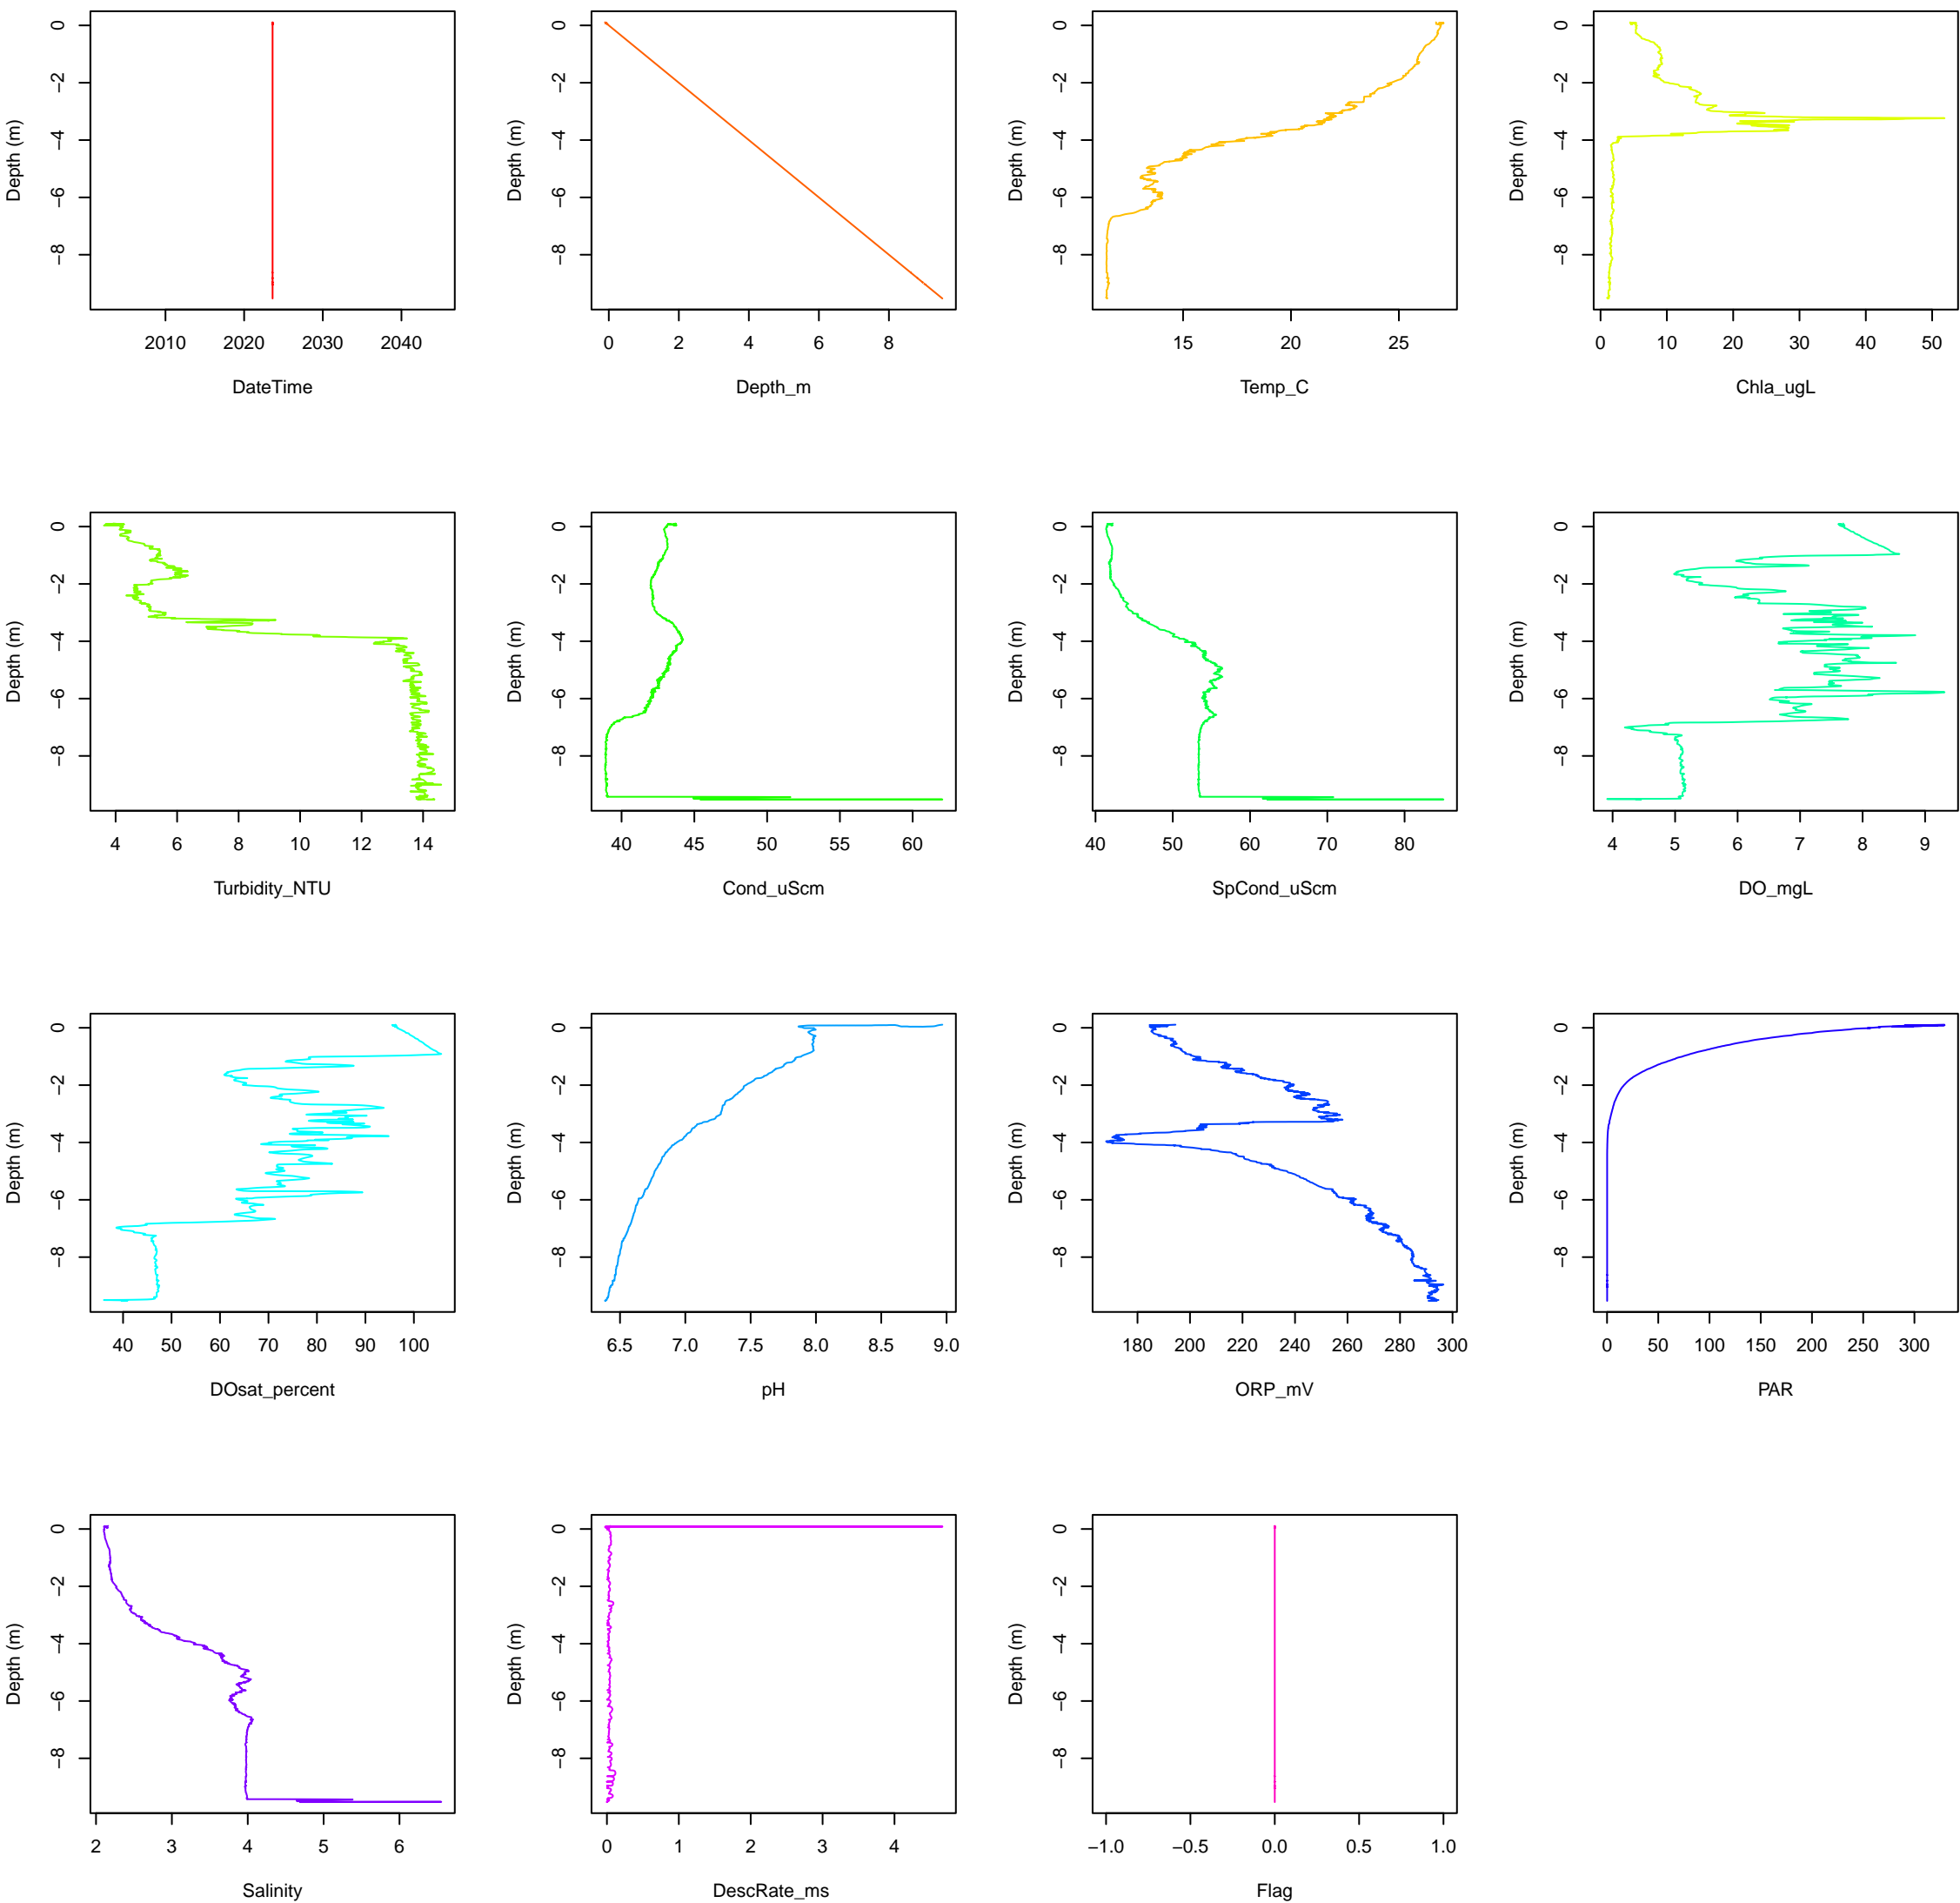 Depth (m)
0
−2
−4
−6
−8
2010 2020 2030 2040
DateTime
Depth (m)
0
−2
−4
−6
−8
0 2 4 6 8
Depth_m
Depth (m)
0
−2
−4
−6
−8
15 20 25
Temp_C
Depth (m)
0
−2
−4
−6
−8
0 10 20 30 40 50
Chla_ugL
Depth (m)
0
−2
−4
−6
−8
4 6 8 10 12 14
Turbidity_NTU
Depth (m)
0
−2
−4
−6
−8
40 45 50 55 60
Cond_uScm
Depth (m)
0
−2
−4
−6
−8
40 50 60 70 80
SpCond_uScm
Depth (m)
0
−2
−4
−6
−8
4 5 6 7 8 9
DO_mgL
Depth (m)
0
−2
−4
−6
−8
40 50 60 70 80 90 100
DOsat_percent
Depth (m)
0
−2
−4
−6
−8
6.5 7.0 7.5 8.0 8.5 9.0
pH
Depth (m)
0
−2
−4
−6
−8
180 200 220 240 260 280 300
ORP_mV
Depth (m)
0
−2
−4
−6
−8
0 50 100 150 200 250 300
PAR
Depth (m)
0
−2
−4
−6
−8
2 3 4 5 6
Salinity
Depth (m)
0
−2
−4
−6
−8
0 1 2 3 4
DescRate_ms
Depth (m)
0
−2
−4
−6
−8
−1.0 −0.5 0.0 0.5 1.0
Flag